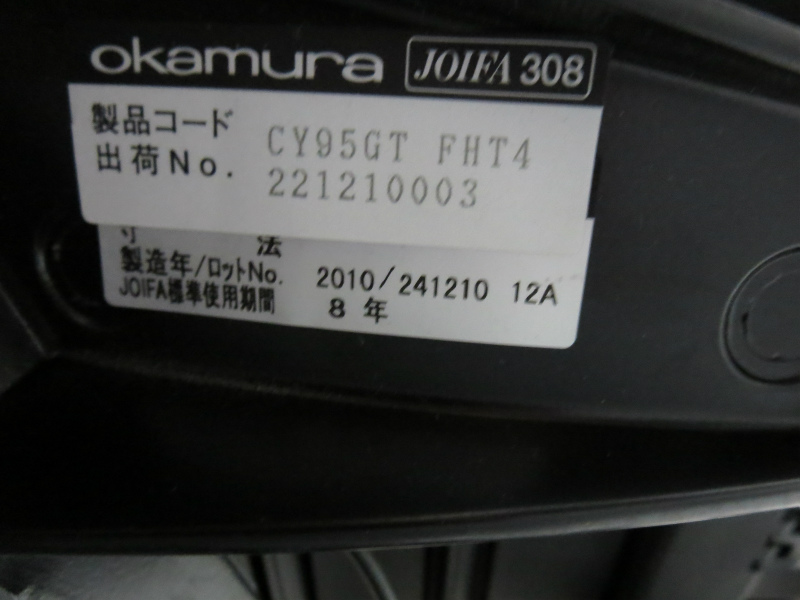 okamura JOIFA 308
製品コード CY95GT FHT4
出荷No. 221210003
寸 法
製造年/ロットNo. 2010/241210 12A
JOIFA標準使用期間 8年